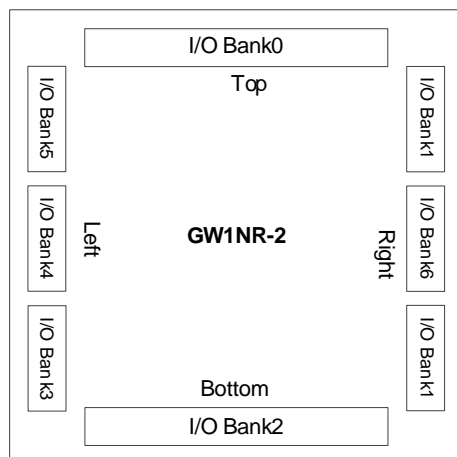 I/O Bank0
Top
I/O Bank5
I/O Bank1
Left
I/O Bank4
GW1NR-2
Right
I/O Bank6
I/O Bank3
I/O Bank1
Bottom
I/O Bank2